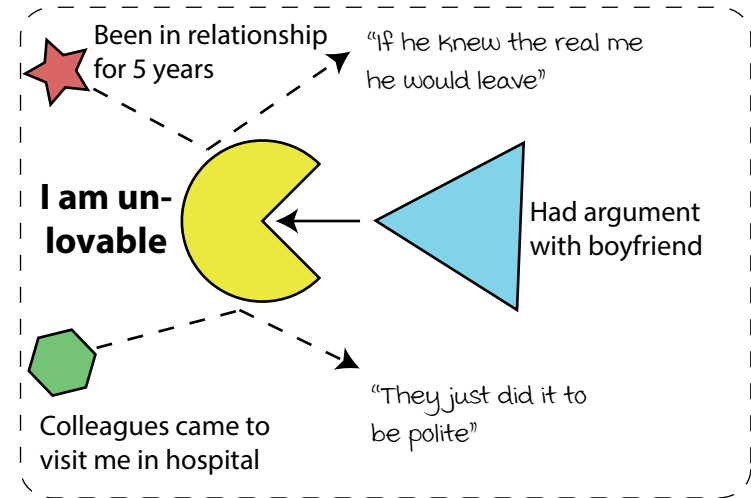 Been in relationship
for 5 years
"If he knew the real me
he would leave"
I am un-
lovable
Had argument
with boyfriend
Colleagues came to
visit me in hospital
"They just did it to
be polite"